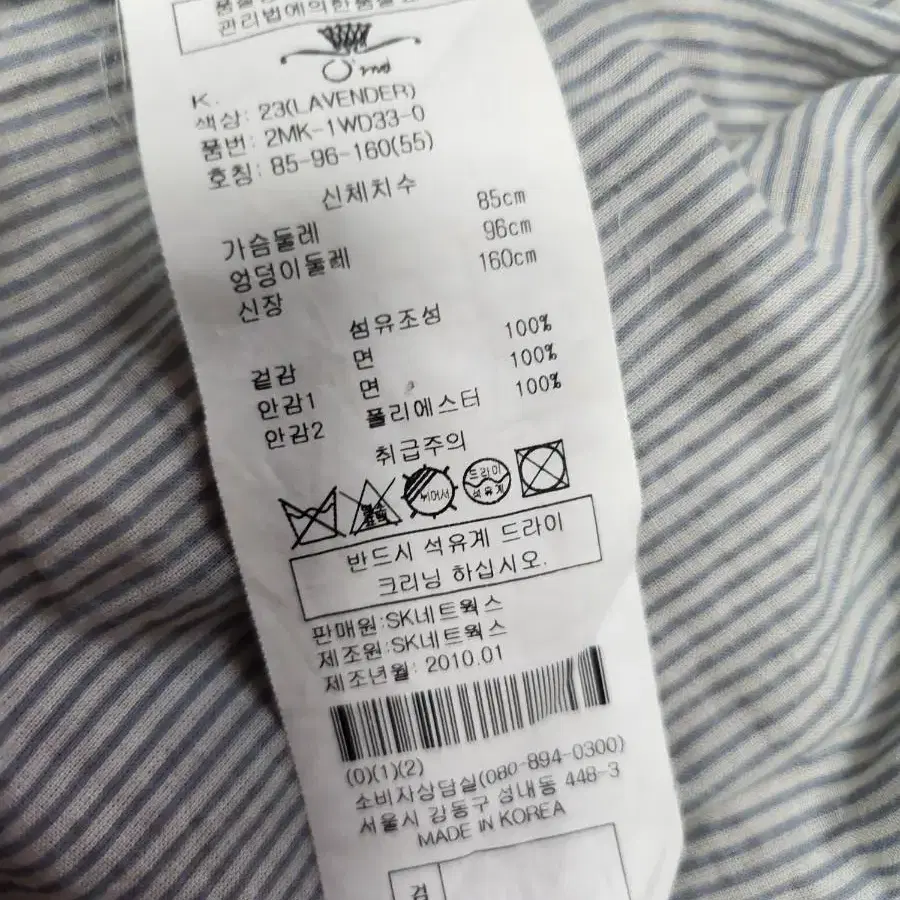 관리법에의한품질
O'2nd
K.
색상: 23(LAVENDER)
품번: 2MK-1WD33-0
호칭: 85-96-160(55)
신체치수
가슴둘레 85cm
엉덩이둘레 96cm
신장 160cm
섬유조성
겉감 면 100%
안감1 면 100%
안감2 폴리에스터 100%
취급주의
뉘어서
드라이
석유계
반드시 석유계 드라이
크리닝 하십시오.
판매원:SK네트웍스
제조원:SK네트웍스
제조년월: 2010.01
(0)(1)(2)
소비자상담실(080-894-0300)
서울시 강동구 성내동 448-3
MADE IN KOREA
검